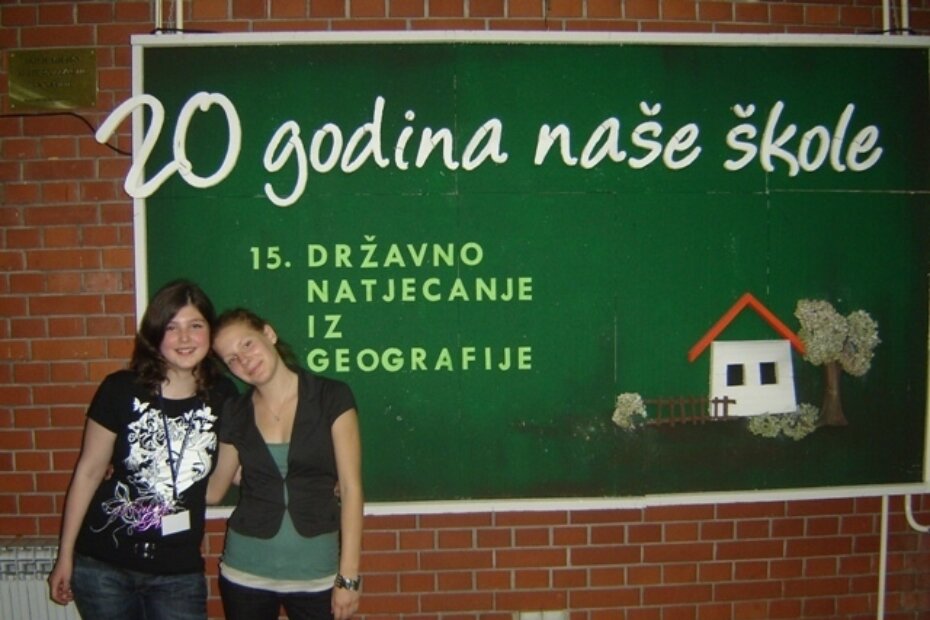 20 godina naše škole
15. DRŽAVNO
NATJECANJE
IZ
GEOGRAFIJE